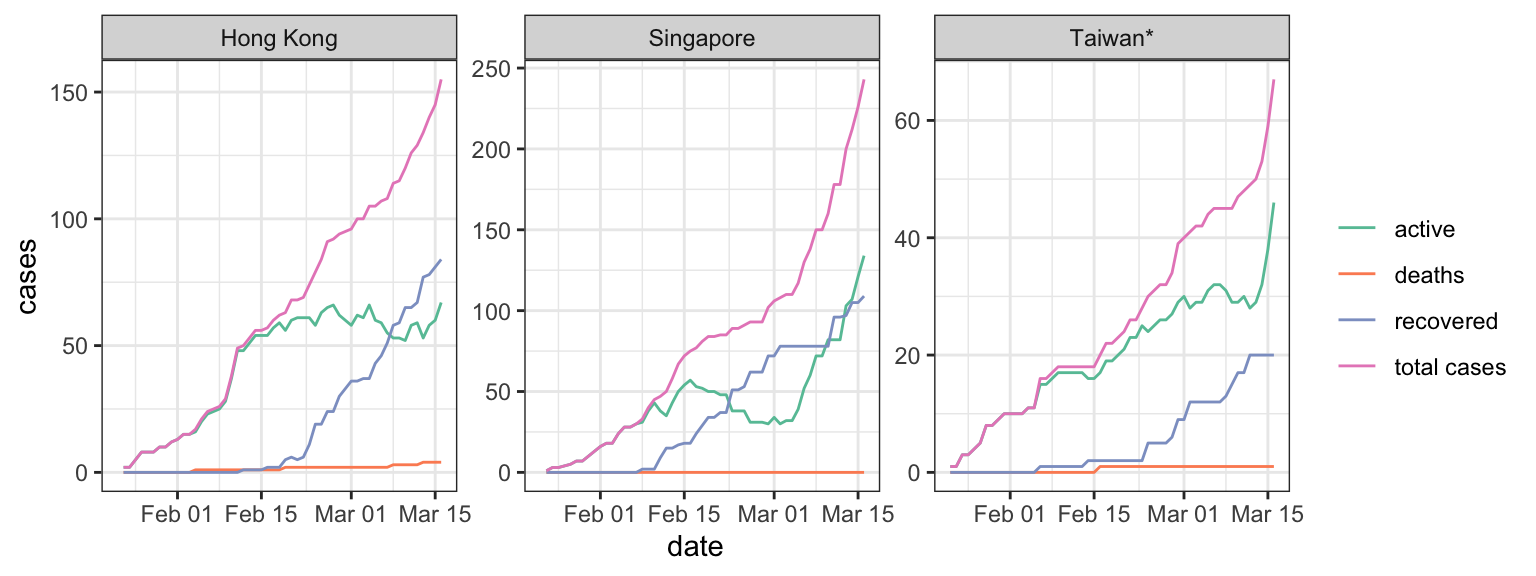 Hong Kong
Singapore
Taiwan*
cases
150
100
50
0
250
200
150
100
50
0
60
40
20
0
Feb 01 Feb 15 Mar 01 Mar 15
Feb 01 Feb 15 Mar 01 Mar 15
Feb 01 Feb 15 Mar 01 Mar 15
date
active
deaths
recovered
total cases